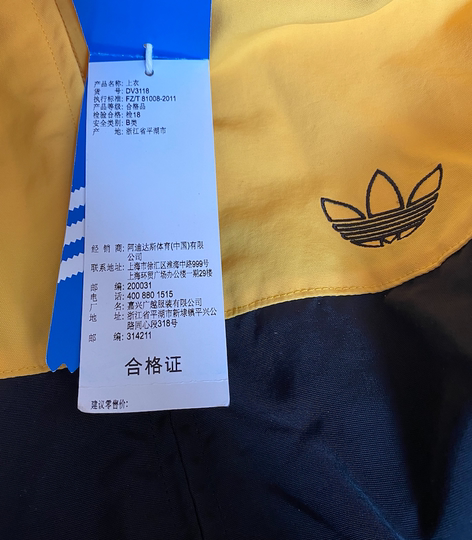 产品名称: 上衣
货 号: DV3118
执行标准: FZ/T 81008-2011
产品等级: 合格品
检验合格: 检18
安全类别: B类
产 地: 浙江省平湖市
经 销 商: 阿迪达斯体育(中国)有限
公司
联系地址: 上海市徐汇区淮海中路999号
上海环贸广场办公楼一期29楼
邮 编: 200031
电 话: 400 880 1515
厂 名: 嘉兴广越服装有限公司
地 址: 浙江省平湖市新埭镇平兴公
路同心段318号
邮 编: 314211
合格证
建议零售价: